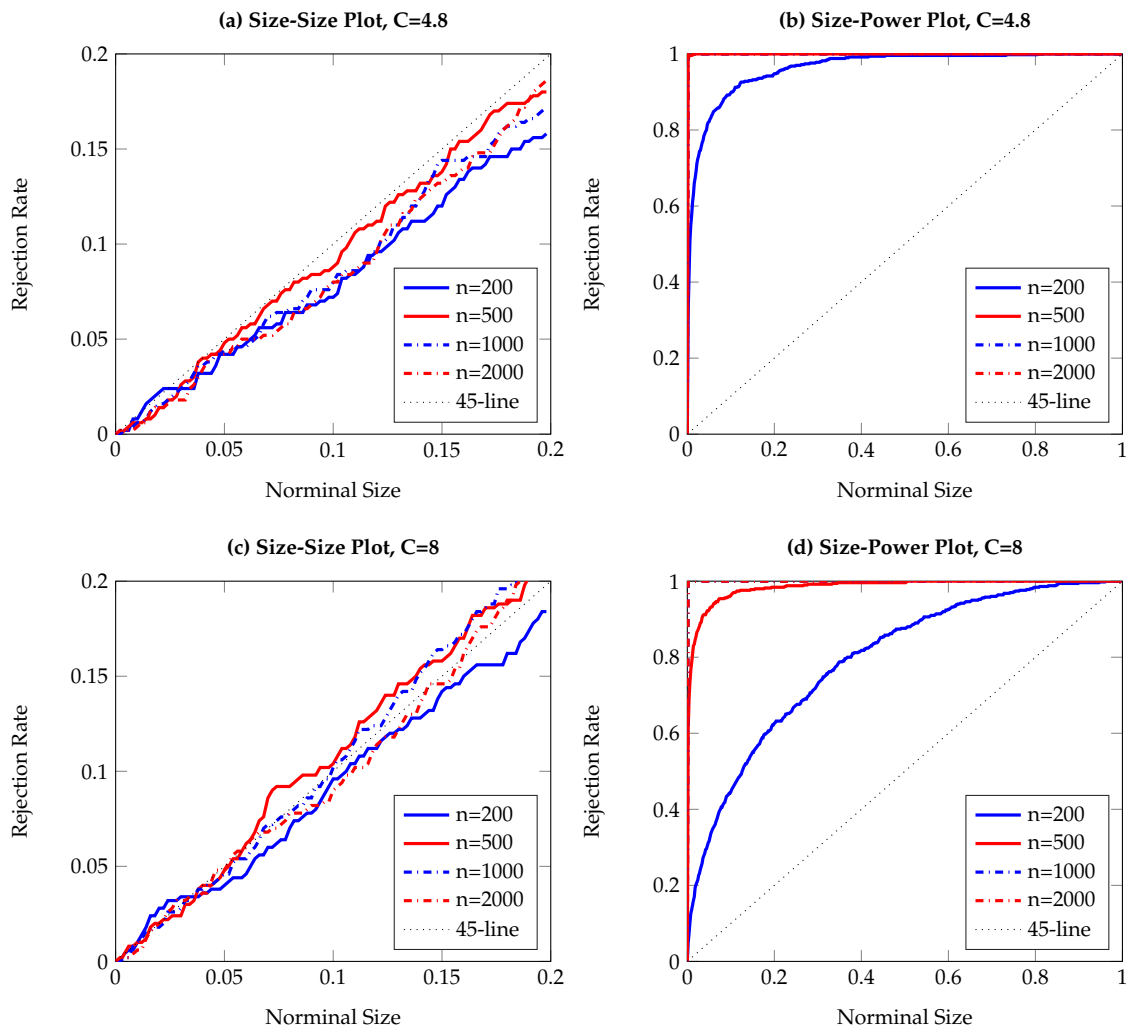 (a) Size-Size Plot, C=4.8
0.2
0.15
0.1
0.05
0
0
0.05
0.1
0.15
0.2
Rejection Rate
Norminal Size
n=200
n=500
n=1000
n=2000
45-line
(b) Size-Power Plot, C=4.8
1
0.8
0.6
0.4
0.2
0
0
0.2
0.4
0.6
0.8
1
Rejection Rate
Norminal Size
n=200
n=500
n=1000
n=2000
45-line
(c) Size-Size Plot, C=8
0.2
0.15
0.1
0.05
0
0
0.05
0.1
0.15
0.2
Rejection Rate
Norminal Size
n=200
n=500
n=1000
n=2000
45-line
(d) Size-Power Plot, C=8
1
0.8
0.6
0.4
0.2
0
0
0.2
0.4
0.6
0.8
1
Rejection Rate
Norminal Size
n=200
n=500
n=1000
n=2000
45-line